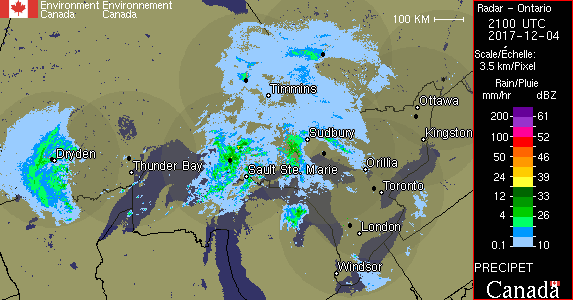 Environment Environnement
Canada Canada
100 KM
Timmins
Ottawa
Sudbury
Kingston
Dryden
Thunder Bay
Orillia
Sault Ste. Marie
Toronto
London
Windsor
Radar - Ontario
2100 UTC
2017-12-04
Scale/Échelle:
3.5 km/Pixel
Rain/Pluie
mm/hr dBZ
200 61
100 52
50 46
24 39
12 33
4 26
0.1 10
PRECIPET
Canada